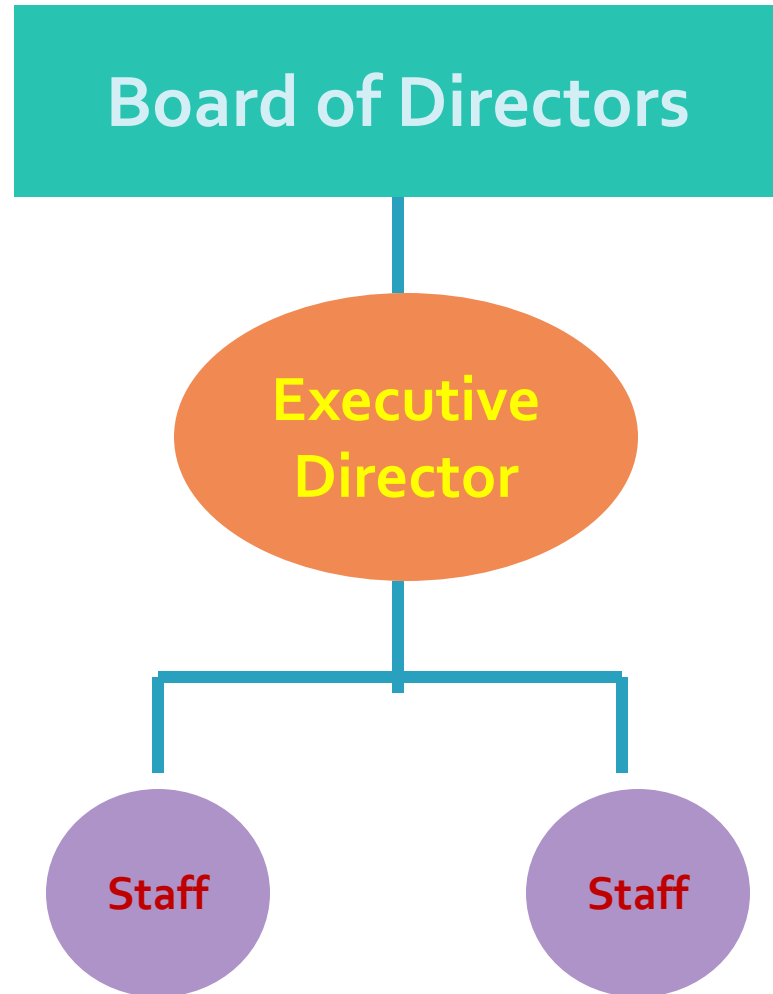 Board of Directors
Executive
Director
Staff
Staff